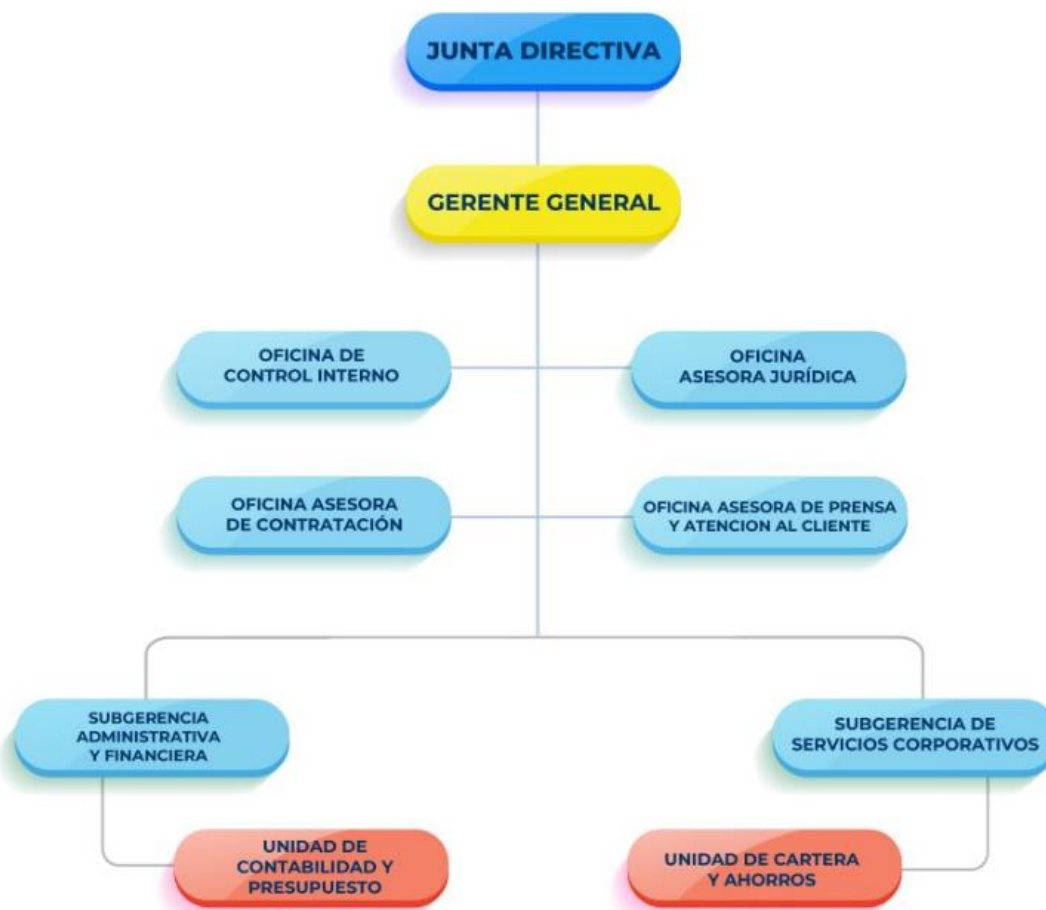 JUNTA DIRECTIVA
GERENTE GENERAL
OFICINA DE
CONTROL INTERNO
OFICINA
ASESORA JURÍDICA
OFICINA ASESORA
DE CONTRATACIÓN
OFICINA ASESORA DE PRENSA
Y ATENCION AL CLIENTE
SUBGERENCIA
ADMINISTRATIVA
Y FINANCIERA
SUBGERENCIA DE
SERVICIOS CORPORATIVOS
UNIDAD DE
CONTABILIDAD Y
PRESUPUESTO
UNIDAD DE CARTERA
Y AHORROS